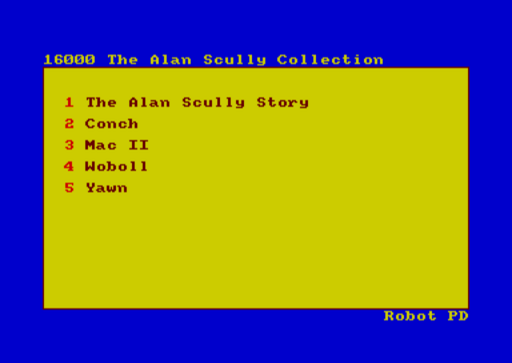 16000 The Alan Scully Collection
1 The Alan Scully Story
2 Conch
3 Mac II
4 Woboll
5 Yawn
Robot PD